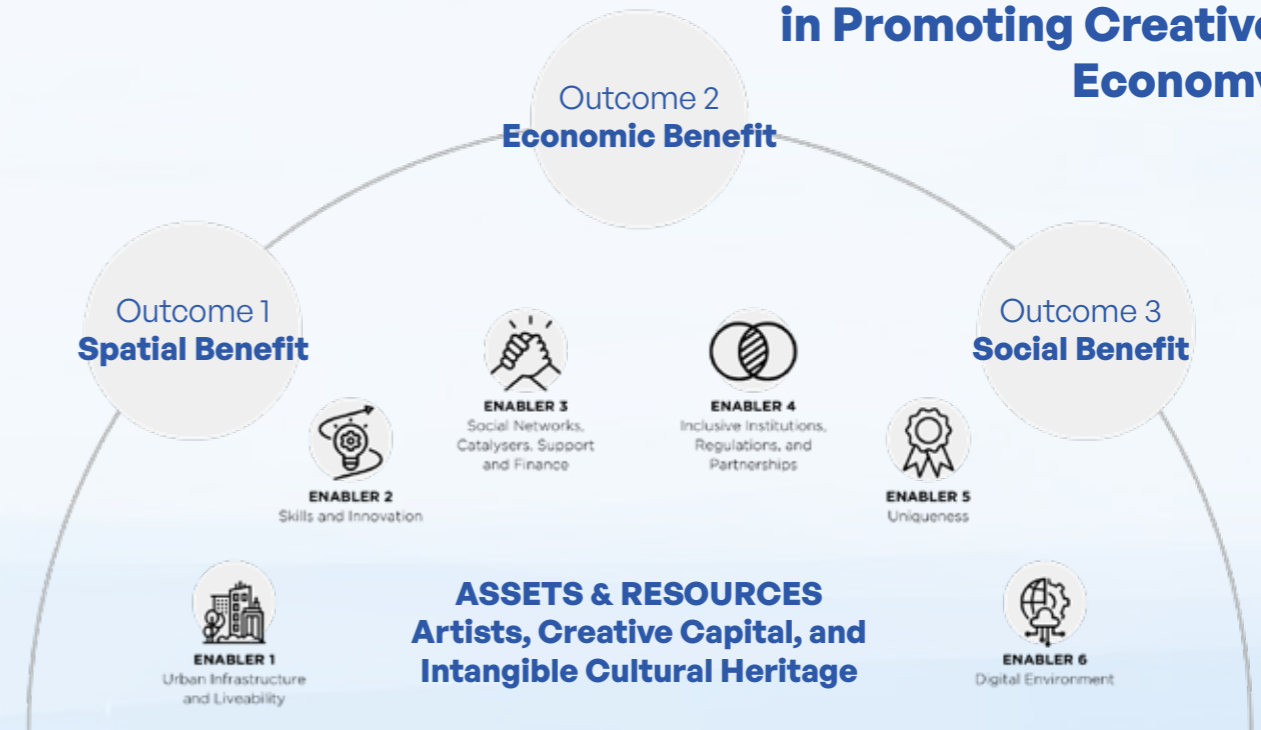 in Promoting Creative
Economy
Outcome 2
Economic Benefit
Outcome 1
Spatial Benefit
Outcome 3
Social Benefit
ENABLER 3
Social Networks,
Catalysers, Support
and Finance
ENABLER 4
Inclusive Institutions,
Regulations, and
Partnerships
ENABLER 2
Skills and Innovation
ENABLER 5
Uniqueness
ENABLER 1
Urban Infrastructure
and Liveability
ASSETS & RESOURCES
Artists, Creative Capital, and
Intangible Cultural Heritage
ENABLER 6
Digital Environment